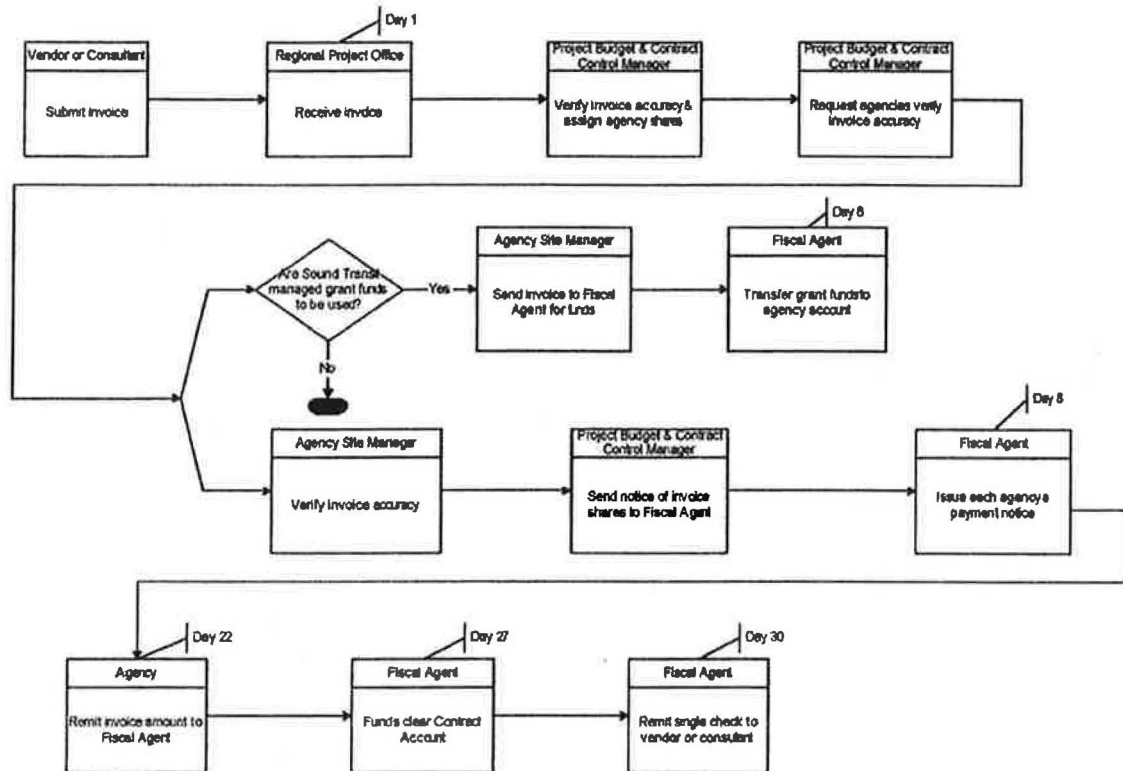 Day 1
Vendor or Consultant
Submit invoice
Regional Project Office
Receive invoice
Project Budget & Contract
Control Manager
Verify invoice accuracy &
assign agency shares
Project Budget & Contract
Control Manager
Request agencies verify
invoice accuracy
Are Sound Transit
managed grant funds
to be used?
Yes
No
Agency Site Manager
Send invoice to Fiscal
Agent for funds
Day 6
Fiscal Agent
Transfer grant funds to
agency account
Agency Site Manager
Verify invoice accuracy
Project Budget & Contract
Control Manager
Send notice of invoice
shares to Fiscal Agent
Day 8
Fiscal Agent
Issue each agency a
payment notice
Day 22
Agency
Remit invoice amount to
Fiscal Agent
Day 27
Fiscal Agent
Funds clear Contract
Account
Day 30
Fiscal Agent
Remit single check to
vendor or consultant